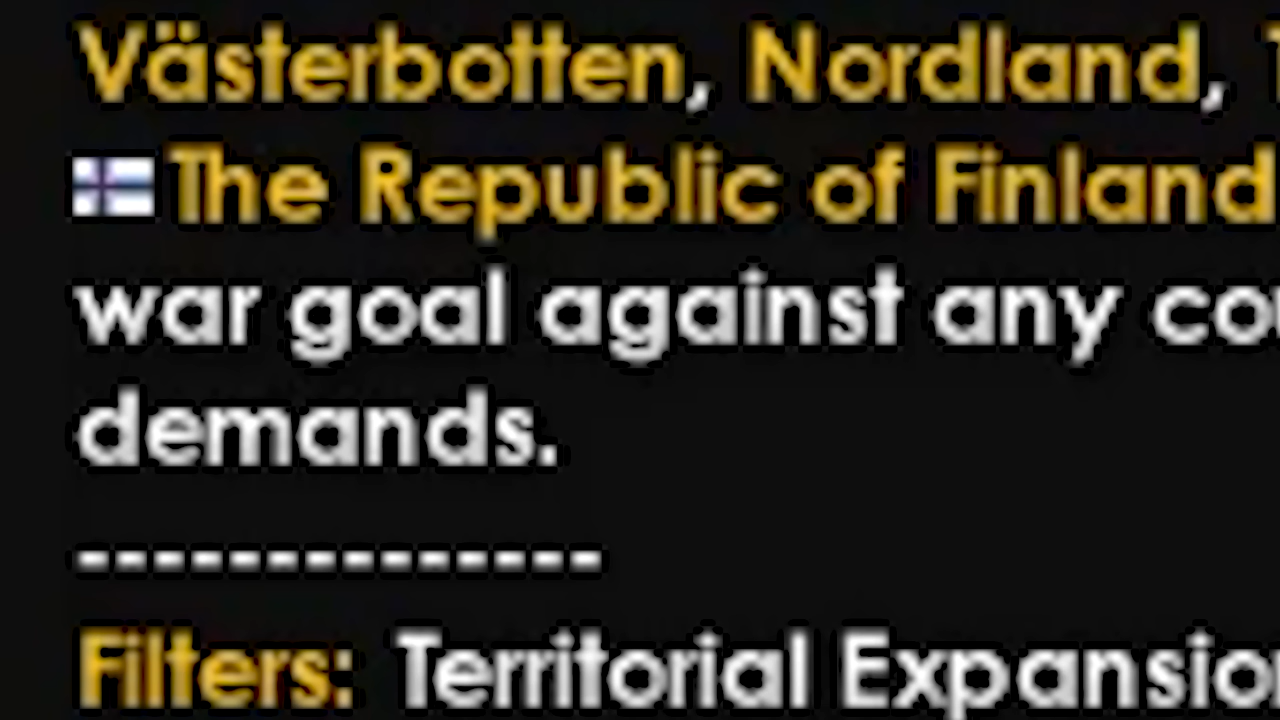 Västerbotten, Nordland,
The Republic of Finland
war goal against any
demands.
--------------
Filters: Territorial